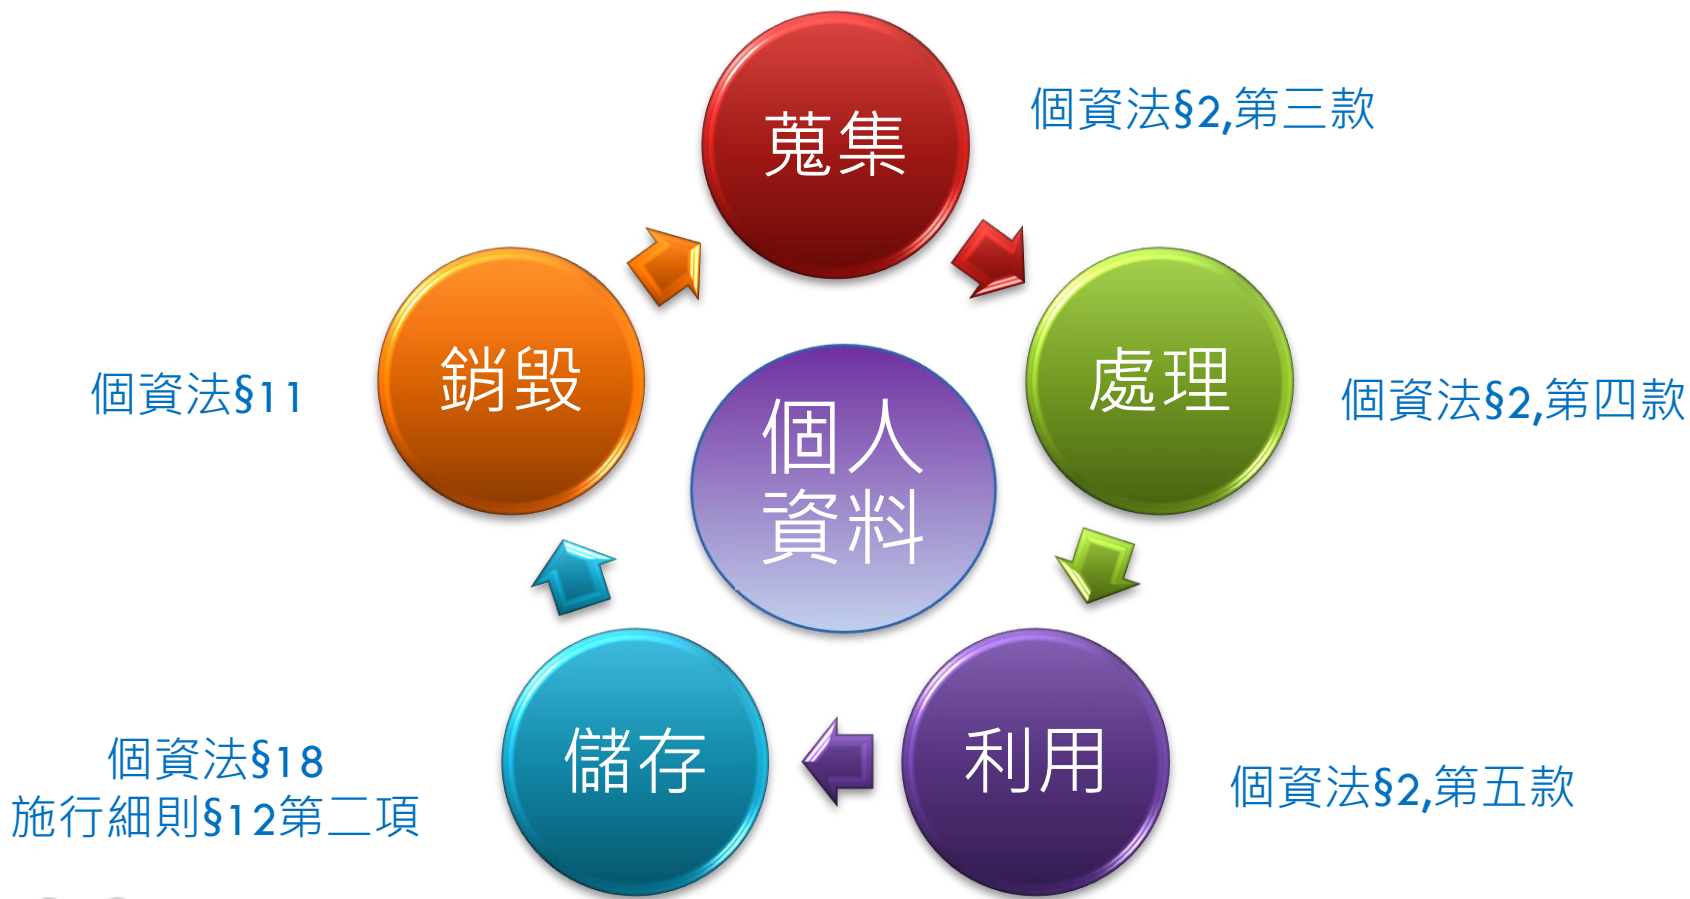 蒐集
個資法§2,第三款
處理
個資法§2,第四款
利用
個資法§2,第五款
儲存
個資法§18
施行細則§12第二項
銷毀
個資法§11
個人
資料